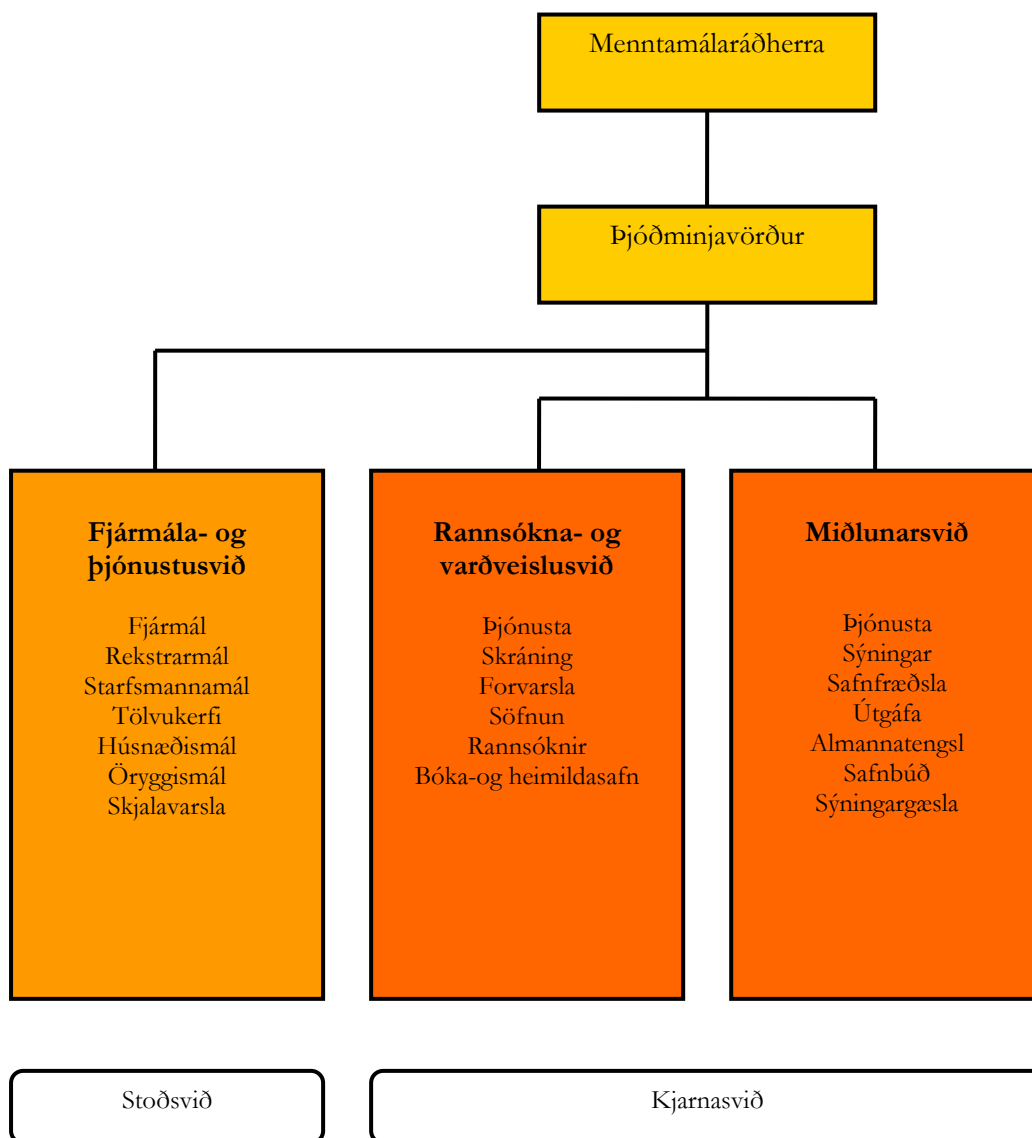 Menntamálaráðherra
Þjóðminjavörður
Fjármála- og
þjónustusvið
Fjármál
Rekstrarmál
Starfsmannamál
Tölvukerfi
Húsnæðismál
Öryggismál
Skjalavarsla
Rannsókna- og
varðveislusvið
Þjónusta
Skráning
Forvarsla
Söfnun
Rannsóknir
Bóka-og heimildasafn
Miðlunarsvið
Þjónusta
Sýningar
Safnfræðsla
Útgáfa
Almannatengsl
Safnbúð
Sýningargæsla
Stoðsvið
Kjarnasvið